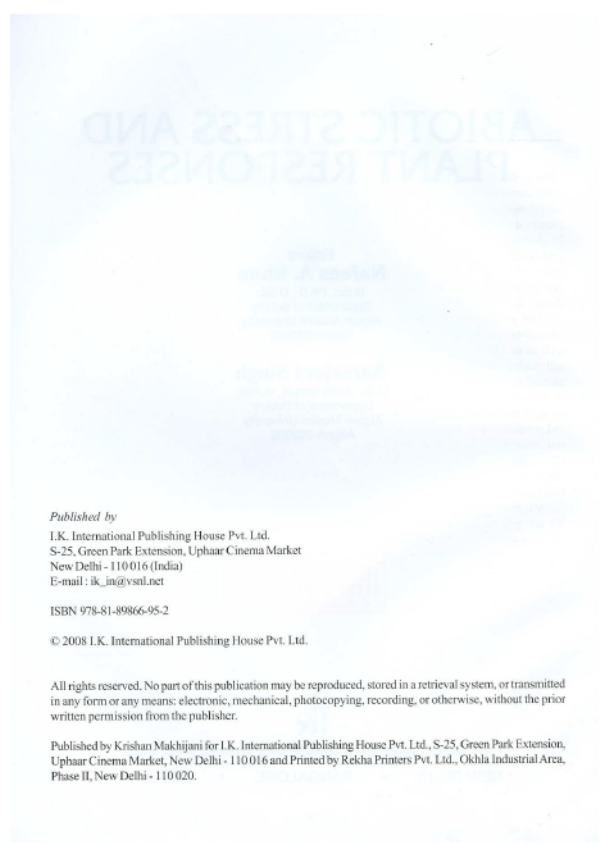 Published by
I.K. International Publishing House Pvt. Ltd.
S-25, Green Park Extension, Uphaar Cinema Market
New Delhi - 110 016 (India)
E-mail : ik_in@vsnl.net
ISBN 978-81-89866-95-2
© 2008 I.K. International Publishing House Pvt. Ltd.
All rights reserved. No part of this publication may be reproduced, stored in a retrieval system, or transmitted
in any form or any means: electronic, mechanical, photocopying, recording, or otherwise, without the prior
written permission from the publisher.
Published by Krishan Makhijani for I.K. International Publishing House Pvt. Ltd., S-25, Green Park Extension,
Uphaar Cinema Market, New Delhi - 110 016 and Printed by Rekha Printers Pvt. Ltd., Okhla Industrial Area,
Phase II, New Delhi - 110 020.